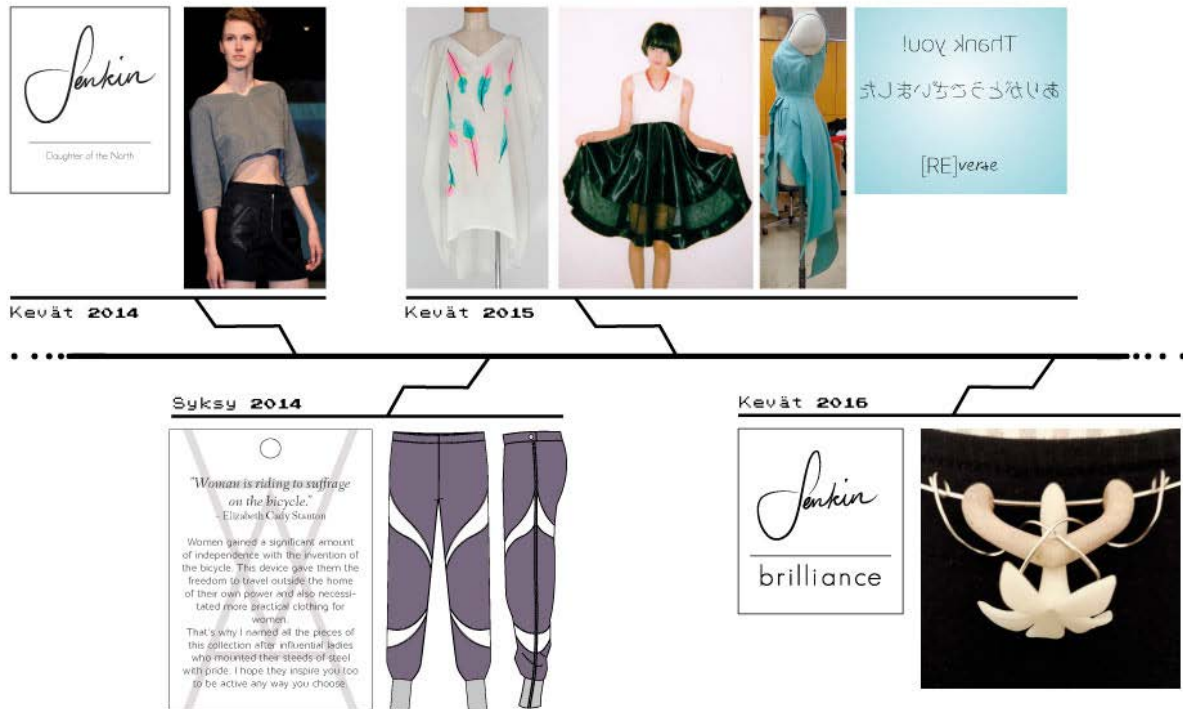 Jenkin
Daughter of the North
Thank you!
ありがとうございました
[RE]verse
Kevät 2014
Kevät 2015
Syksy 2014
Kevät 2016
"Woman is riding to suffrage
on the bicycle."
- Elizabeth Cady Stanton
Women gained a significant amount
of independence with the invention of
the bicycle. This device gave them the
freedom to travel outside the home
of their own power and also necessi-
tated more practical clothing for
women.
That's why I named all the pieces of
this collection after influential ladies
who mounted their steeds of steel
with pride. I hope they inspire you too
to be active any way you choose
Jenkin
brilliance